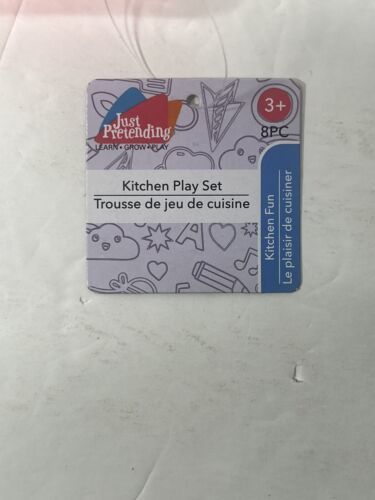 Just
Pretending
LEARN • GROW • PLAY
3+
8PC
Kitchen Play Set
Trousse de jeu de cuisine
Kitchen Fun
Le plaisir de cuisiner
A